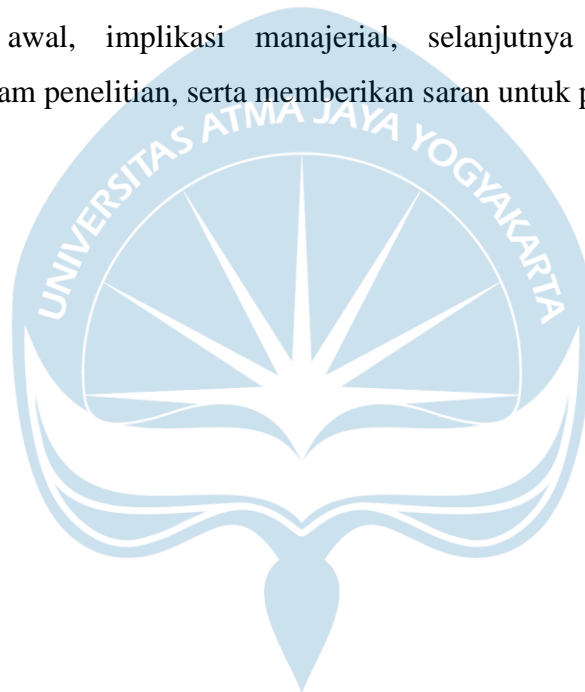 awal, implikasi manajerial, selanjutnya
am penelitian, serta memberikan saran untuk p
UNIVERSITAS ATMA JAYA YOGYAKARTA